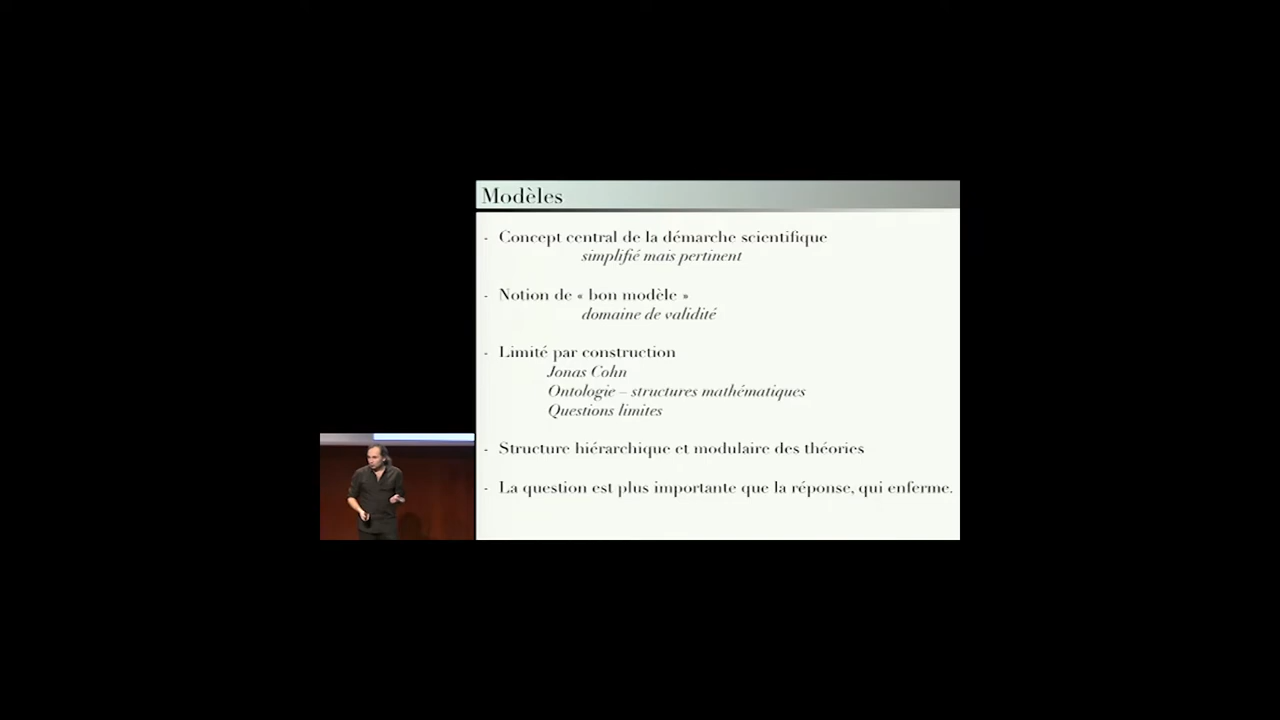 Modèles
- Concept central de la démarche scientifique
simplifié mais pertinent
- Notion de « bon modèle »
domaine de validité
- Limité par construction
Jonas Cohn
Ontologie – structures mathématiques
Questions limites
- Structure hiérarchique et modulaire des théories
- La question est plus importante que la réponse, qui enferme.